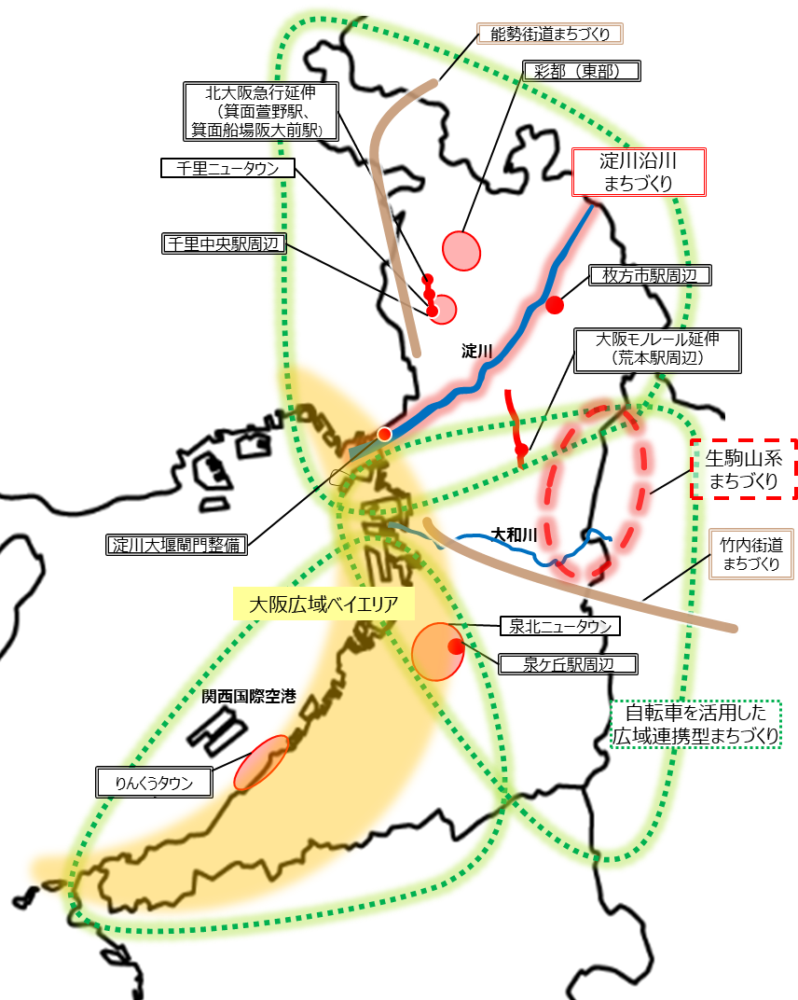 能勢街道まちづくり
彩都（東部）
北大阪急行延伸
（箕面萱野駅、
箕面船場阪大前駅）
淀川沿川
まちづくり
千里ニュータウン
千里中央駅周辺
枚方市駅周辺
大阪モノレール延伸
（荒本駅周辺）
淀川
生駒山系
まちづくり
淀川大堰閘門整備
大和川
竹内街道
まちづくり
大阪広域ベイエリア
泉北ニュータウン
泉ケ丘駅周辺
関西国際空港
自転車を活用した
広域連携型まちづくり
りんくうタウン